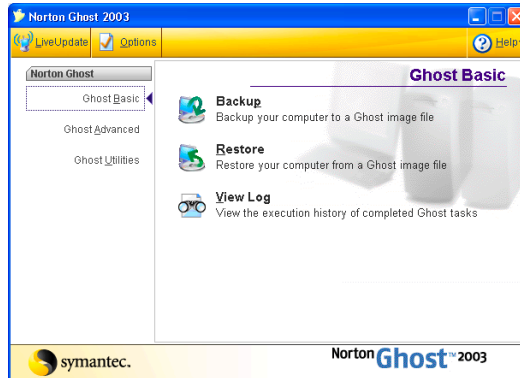 Norton Ghost 2003
LiveUpdate Options Help
Norton Ghost
Ghost Basic
Ghost Advanced
Ghost Utilities
Ghost Basic
Backup
Backup your computer to a Ghost image file
Restore
Restore your computer from a Ghost image file
View Log
View the execution history of completed Ghost tasks
symantec.
Norton Ghost™ 2003